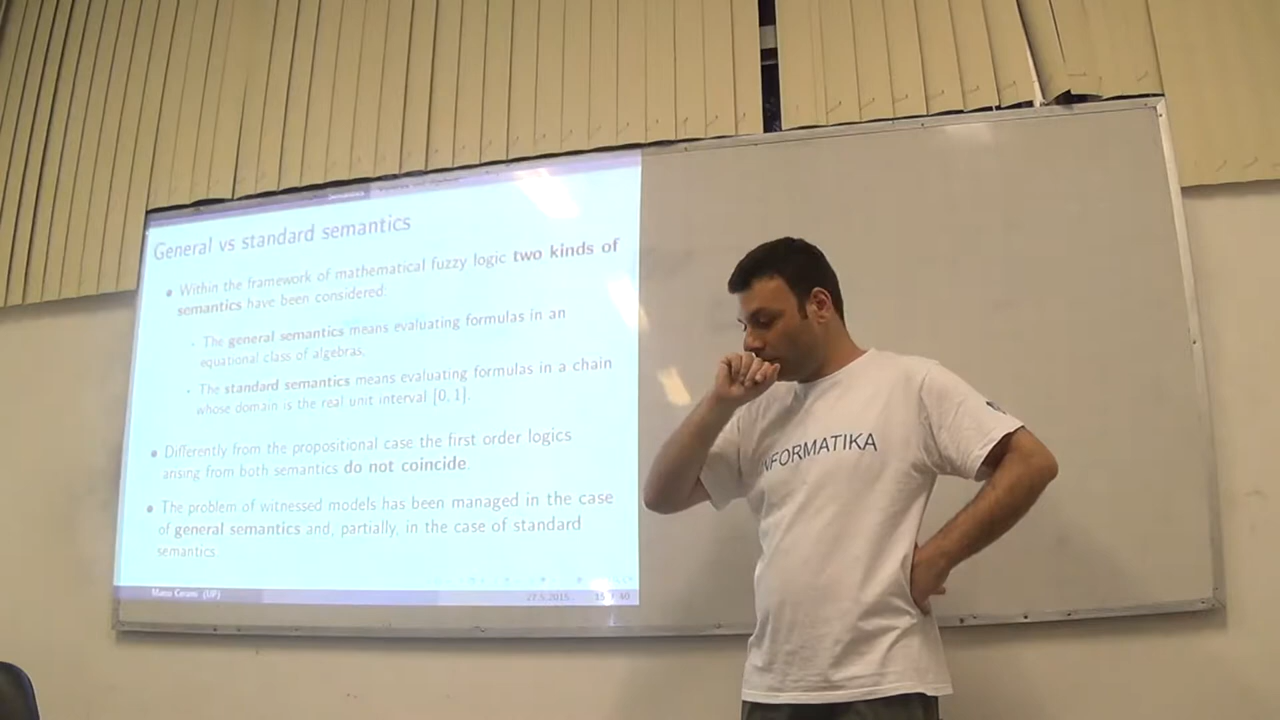 Semantics
General vs standard semantics
Within the framework of mathematical fuzzy logic two kinds of
semantics have been considered:
The general semantics means evaluating formulas in an
equational class of algebras,
The standard semantics means evaluating formulas in a chain
whose domain is the real unit interval [0, 1].
Differently from the propositional case the first order logics
arising from both semantics do not coincide.
The problem of witnessed models has been managed in the case
of general semantics and, partially, in the case of standard
semantics
(UP)
27.5.2015
/ 40
INFORMATIKA